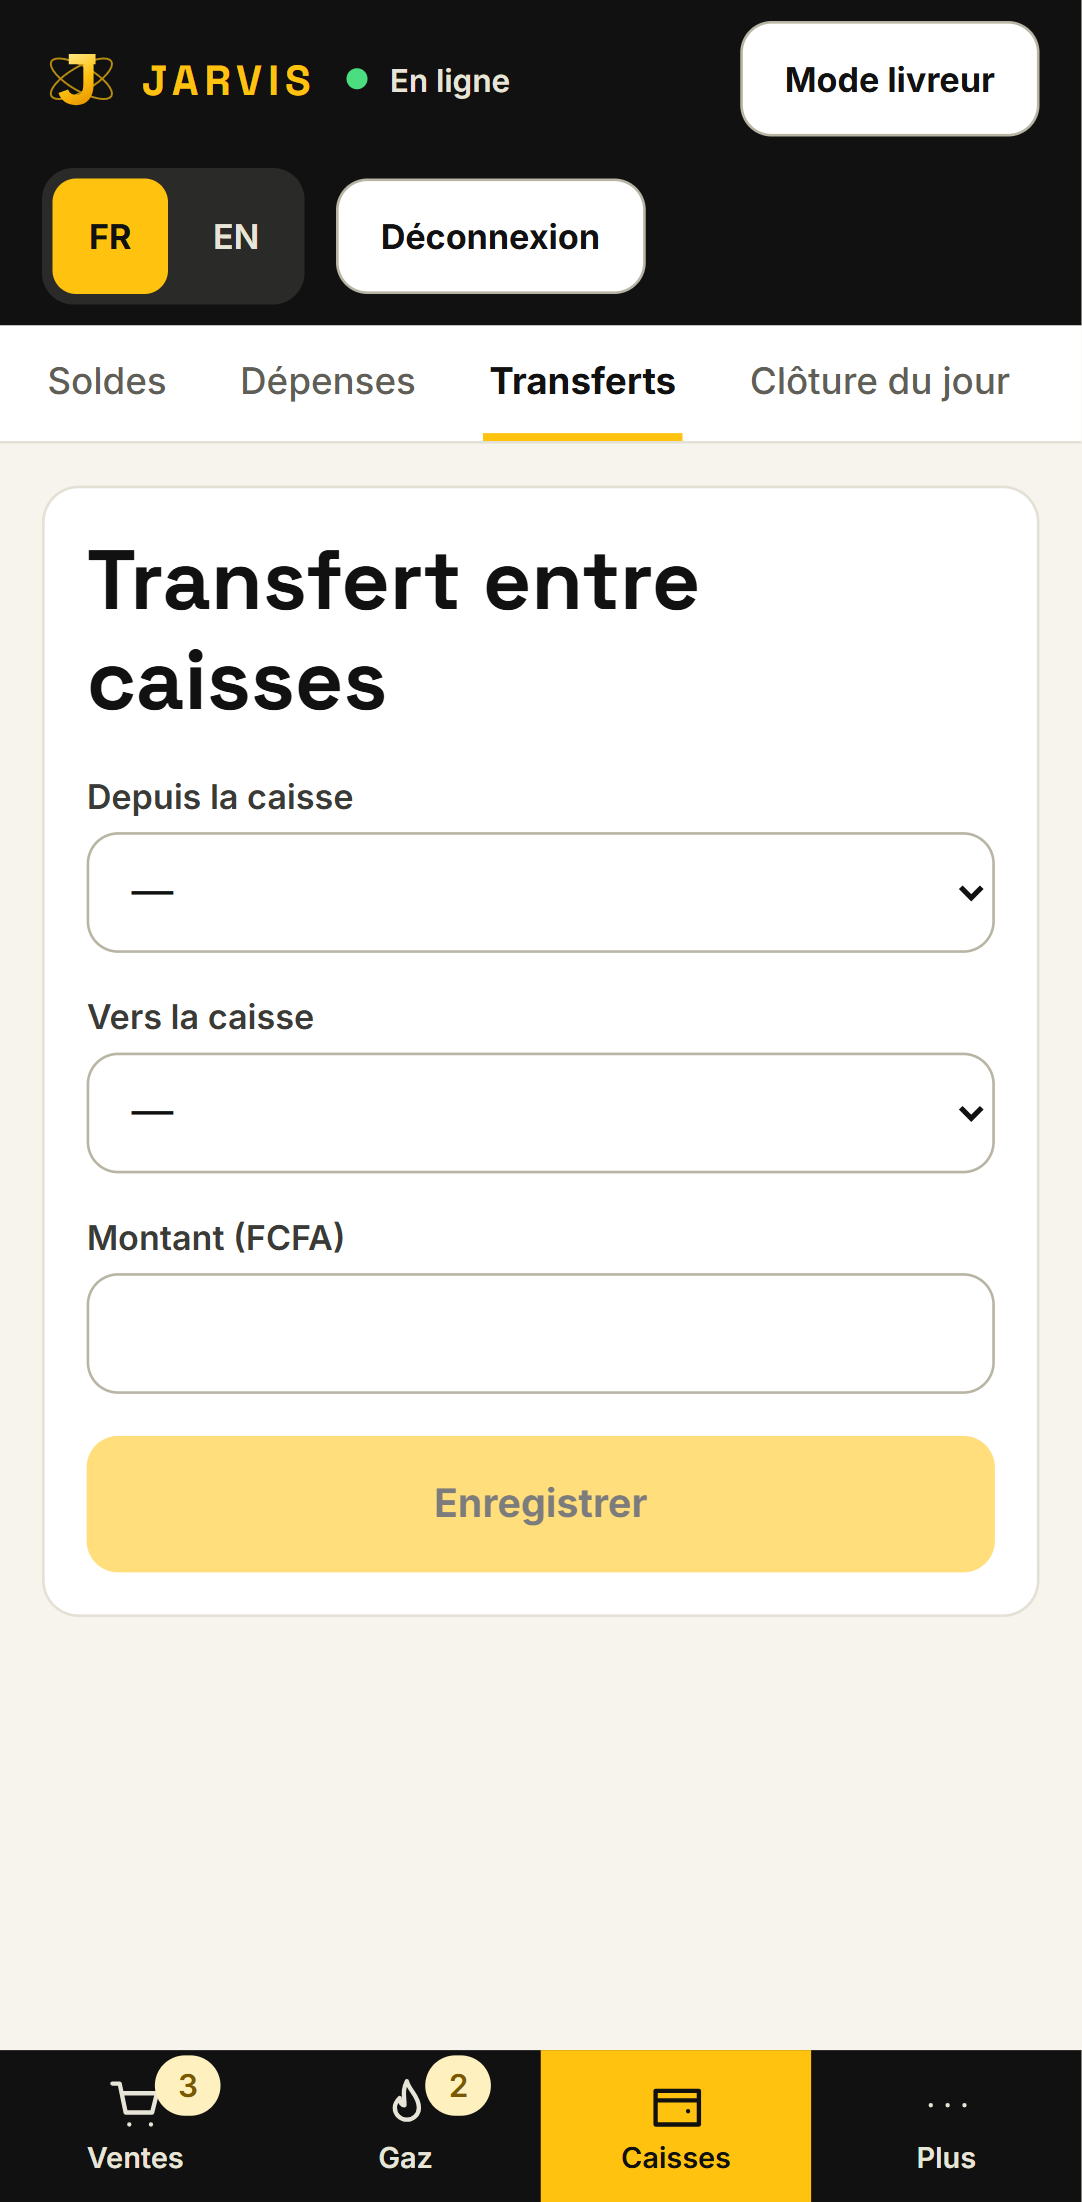 J JARVIS En ligne Mode livreur
FR EN Déconnexion
Soldes Dépenses Transferts Clôture du jour
Transfert entre
caisses
Depuis la caisse
—
Vers la caisse
—
Montant (FCFA)
Enregistrer
3 2
Ventes Gaz Caisses Plus